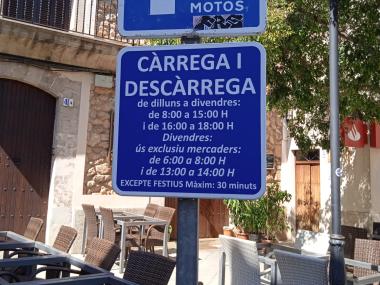 MOTOS
CÀRREGA I
DESCÀRREGA
de dilluns a divendres:
de 8:00 a 15:00 H
i de 16:00 a 18:00 H
Divendres:
ús exclusiu mercaders:
de 6:00 a 8:00 H
i de 13:00 a 14:00 H
EXCEPTE FESTIUS Màxim: 30 minuts